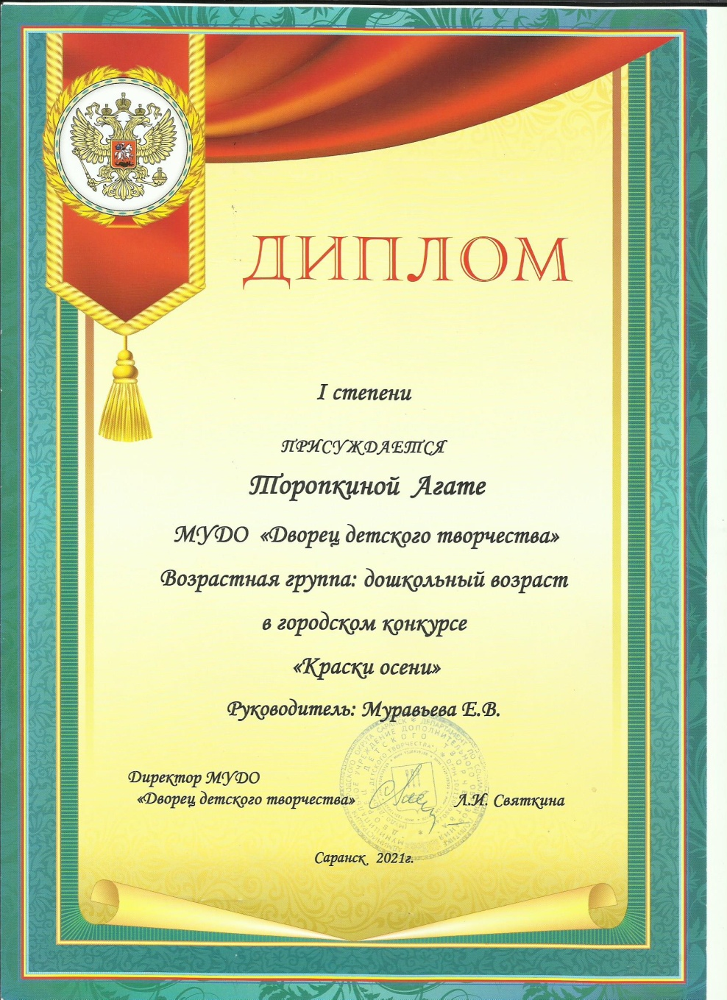 ДИПЛОМ
I степени
ПРИСУЖДАЕТСЯ
Торопкиной Агате
МУДО «Дворец детского творчества»
Возрастная группа: дошкольный возраст
в городском конкурсе
«Краски осени»
Руководитель: Муравьева Е.В.
Директор МУДО
«Дворец детского творчества» Л.И. Святкина
Саранск 2021г.